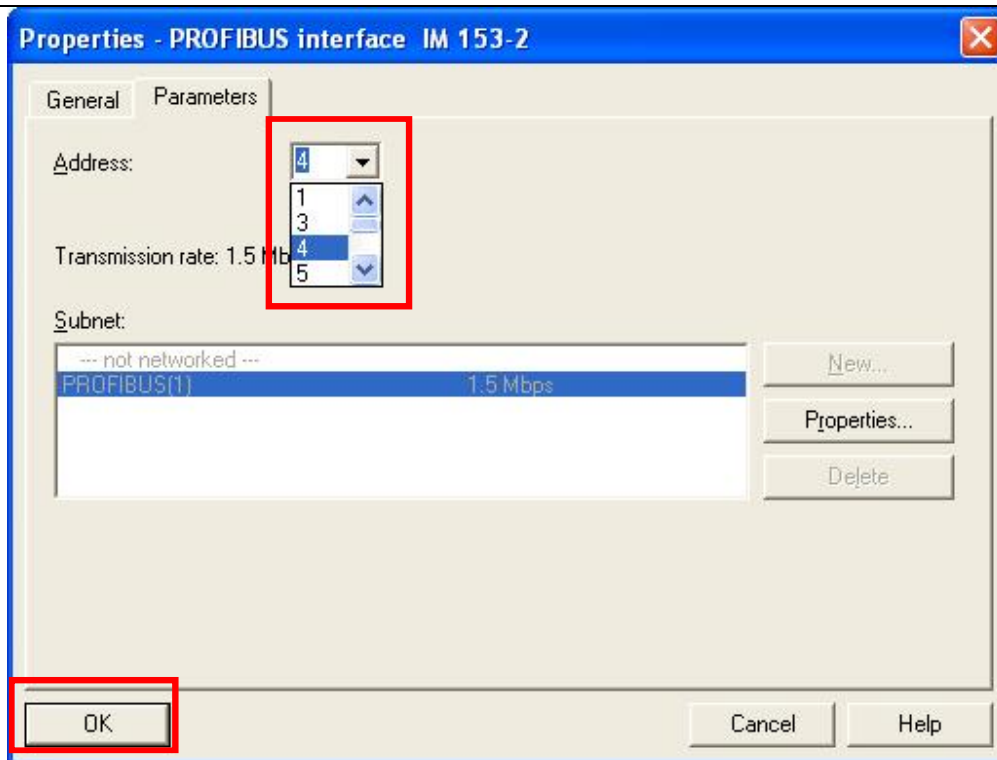 Properties - PROFIBUS interface IM 153-2
General Parameters
Address: 4
1
3
4
5
Transmission rate: 1.5 Mb
Subnet:
--- not networked ---
PROFIBUS(1) 1.5 Mbps
New...
Properties...
Delete
OK Cancel Help